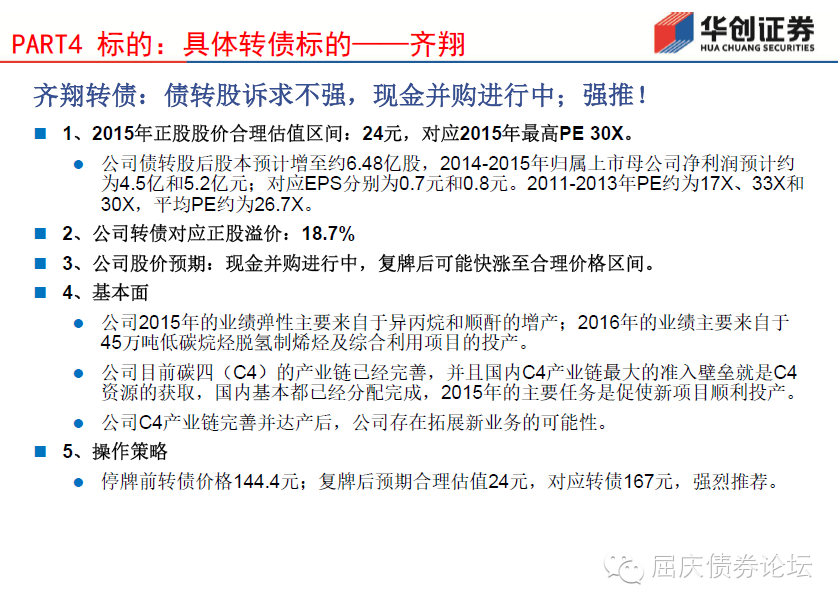 PART4 标的：具体转债标的——齐翔
华创证券
HUA CHUANG SECURITIES
齐翔转债：债转股诉求不强，现金并购进行中；强推！
1、2015年正股股价合理估值区间：24元，对应2015年最高PE 30X。
公司债转股后股本预计增至约6.48亿股，2014-2015年归属上市母公司净利润预计约
为4.5亿和5.2亿元；对应EPS分别为0.7元和0.8元。2011-2013年PE约为17X、33X和
30X，平均PE约为26.7X。
2、公司转债对应正股溢价：18.7%
3、公司股价预期：现金并购进行中，复牌后可能快涨至合理价格区间。
4、基本面
公司2015年的业绩弹性主要来自于异丙烷和顺酐的增产；2016年的业绩主要来自于
45万吨低碳烷烃脱氢制烯烃及综合利用项目的投产。
公司目前碳四（C4）的产业链已经完善，并且国内C4产业链最大的准入壁垒就是C4
资源的获取，国内基本都已经分配完成，2015年的主要任务是促使新项目顺利投产。
公司C4产业链完善并达产后，公司存在拓展新业务的可能性。
5、操作策略
停牌前转债价格144.4元；复牌后预期合理估值24元，对应转债167元，强烈推荐。
屈庆债券论坛